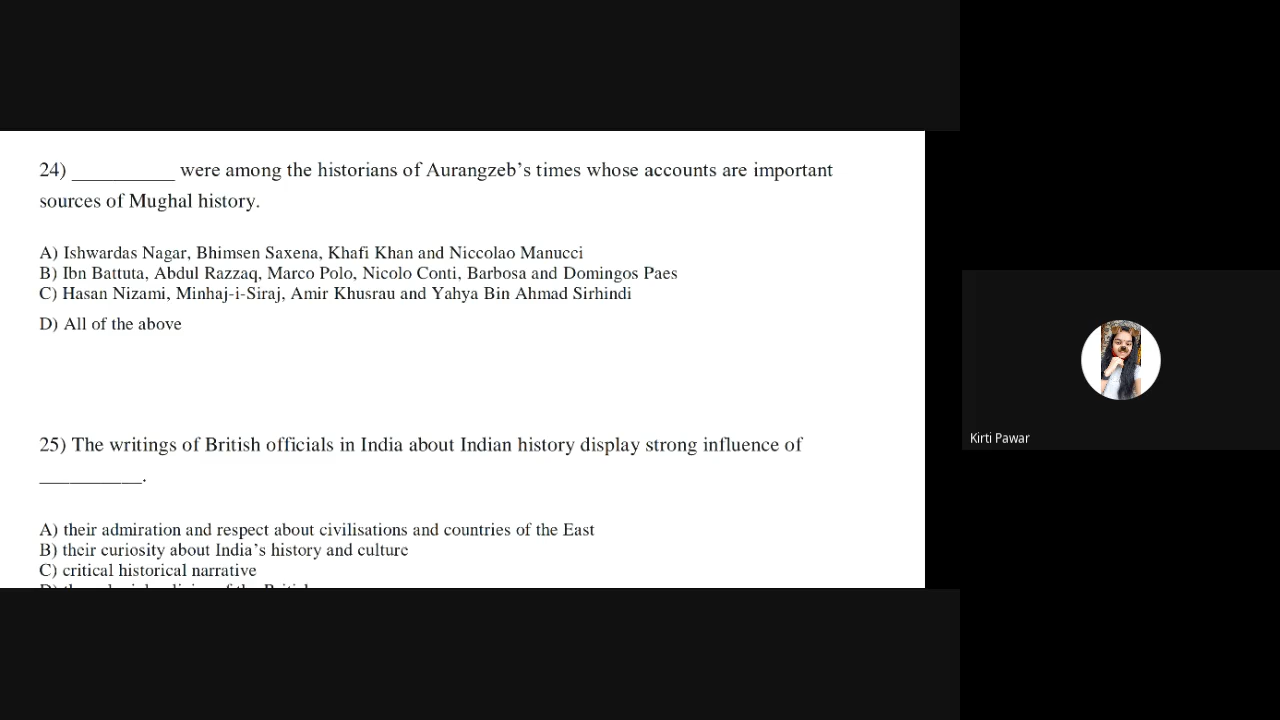 24) __________ were among the historians of Aurangzeb's times whose accounts are important
sources of Mughal history.
A) Ishwardas Nagar, Bhimsen Saxena, Khafi Khan and Niccolao Manucci
B) Ibn Battuta, Abdul Razzaq, Marco Polo, Nicolo Conti, Barbosa and Domingos Paes
C) Hasan Nizami, Minhaj-i-Siraj, Amir Khusrau and Yahya Bin Ahmad Sirhindi
D) All of the above
25) The writings of British officials in India about Indian history display strong influence of
__________.
A) their admiration and respect about civilisations and countries of the East
B) their curiosity about India's history and culture
C) critical historical narrative
Kirti Pawar